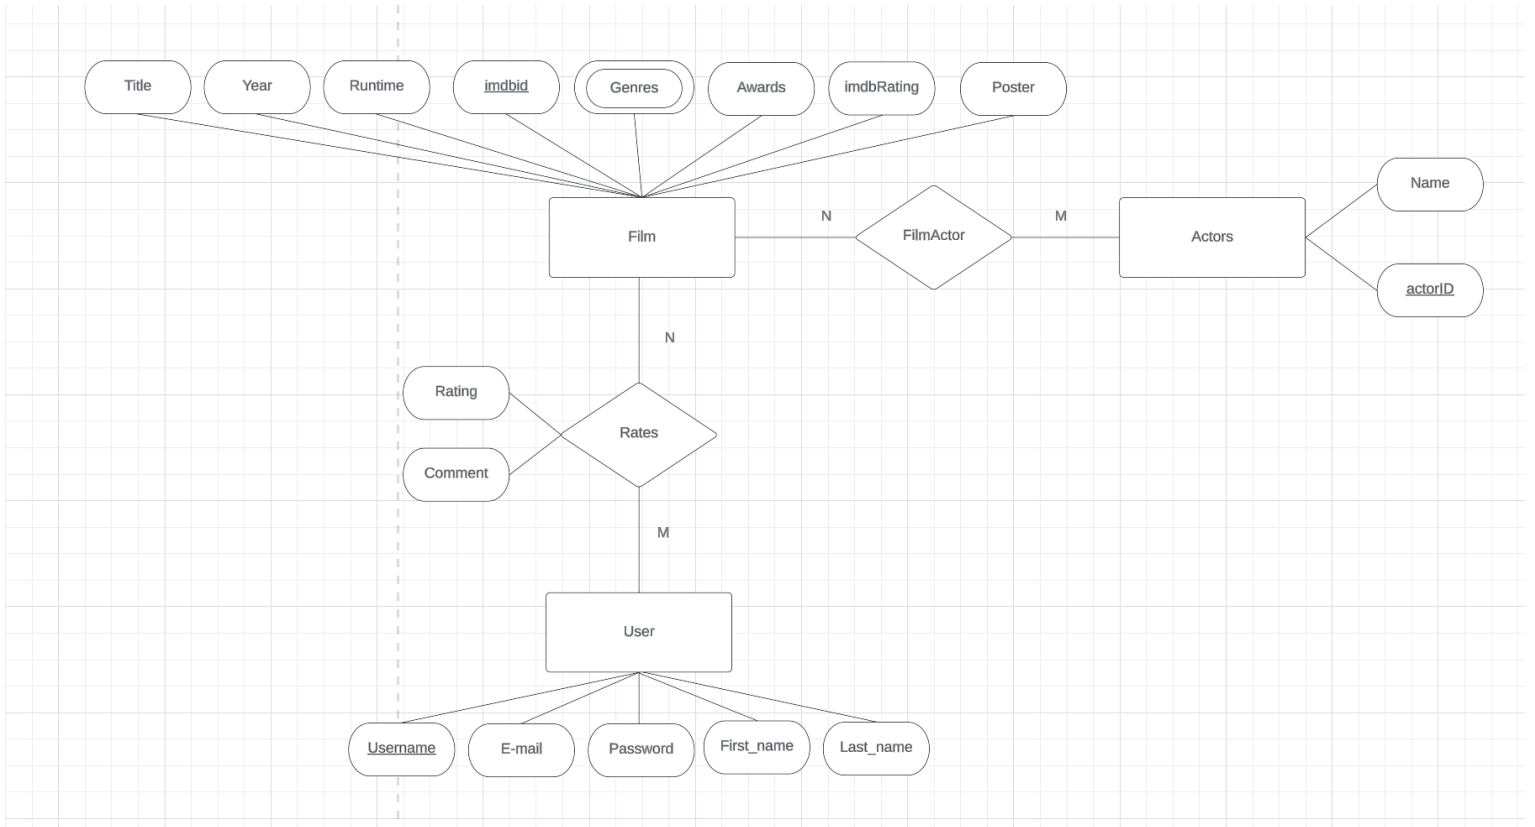 Title
Year
Runtime
imdbid
Genres
Awards
imdbRating
Poster
Name
Film
N
FilmActor
M
Actors
actorID
N
Rating
Rates
Comment
M
User
Username
E-mail
Password
First_name
Last_name